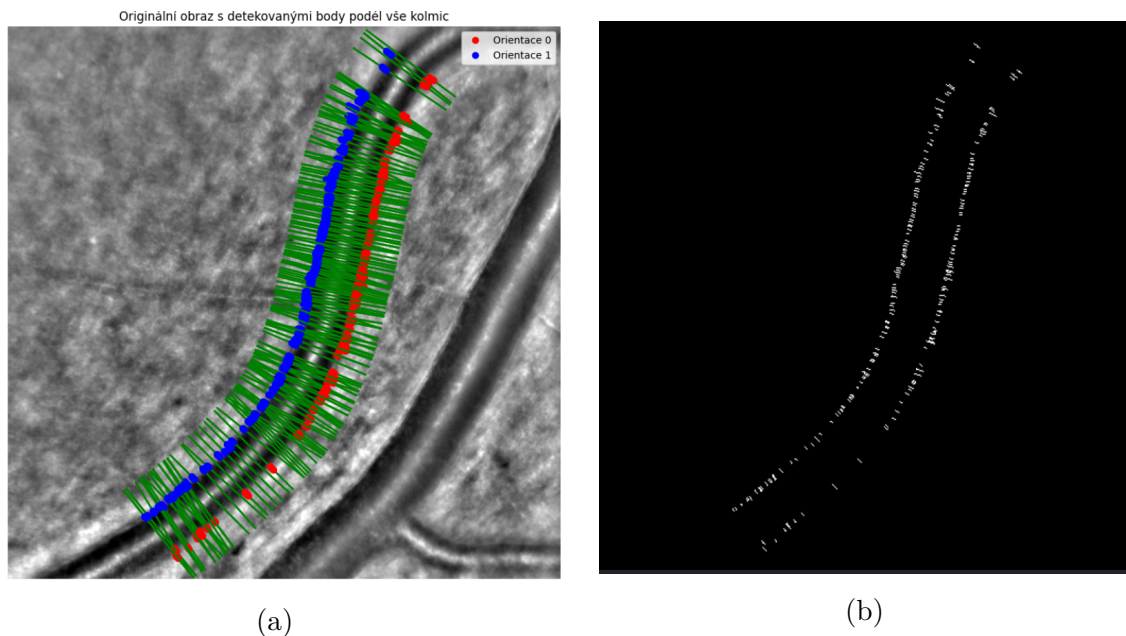 Originální obraz s detekovanými body podél vše kolmic
Orientace 0
Orientace 1
(a)
(b)